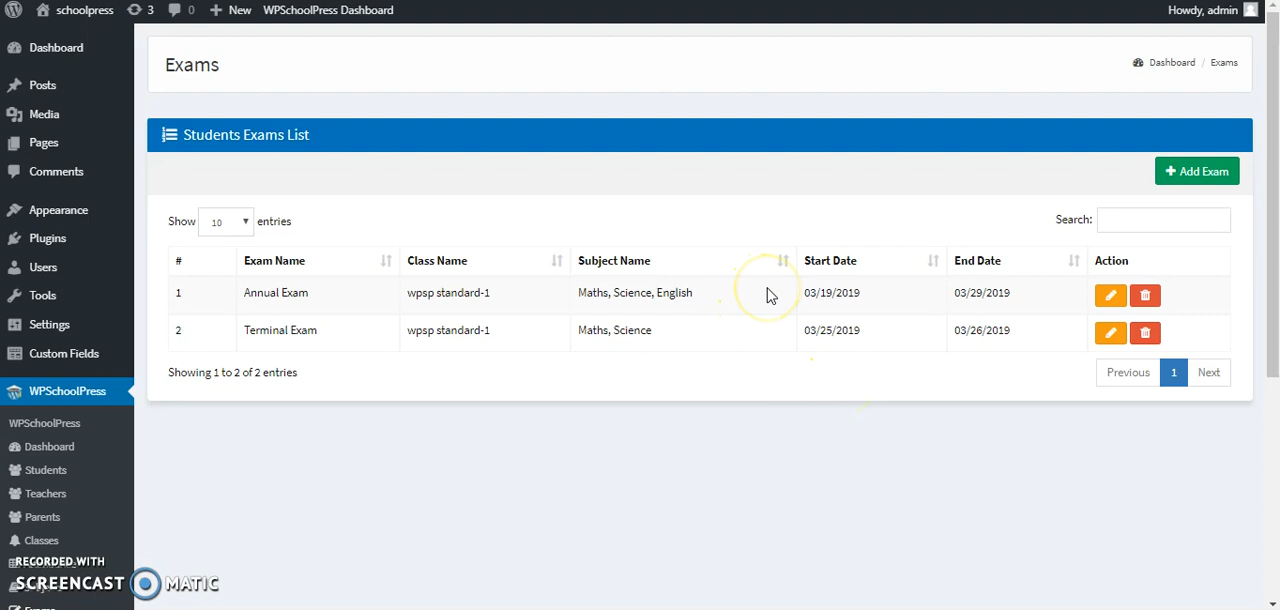 schoolpress 3 0 New WPSchoolPress Dashboard Howdy, admin
Dashboard
Posts
Media
Pages
Comments
Appearance
Plugins
Users
Tools
Settings
Custom Fields
WPSchoolPress
WPSchoolPress
Dashboard
Students
Teachers
Parents
Classes
Exams
Exams
Dashboard / Exams
Students Exams List
+ Add Exam
Show 10 entries
Search:
# Exam Name Class Name Subject Name Start Date End Date Action
1 Annual Exam wpsp standard-1 Maths, Science, English 03/19/2019 03/29/2019
2 Terminal Exam wpsp standard-1 Maths, Science 03/25/2019 03/26/2019
Showing 1 to 2 of 2 entries
Previous 1 Next
RECORDED WITH
SCREENCAST MATIC